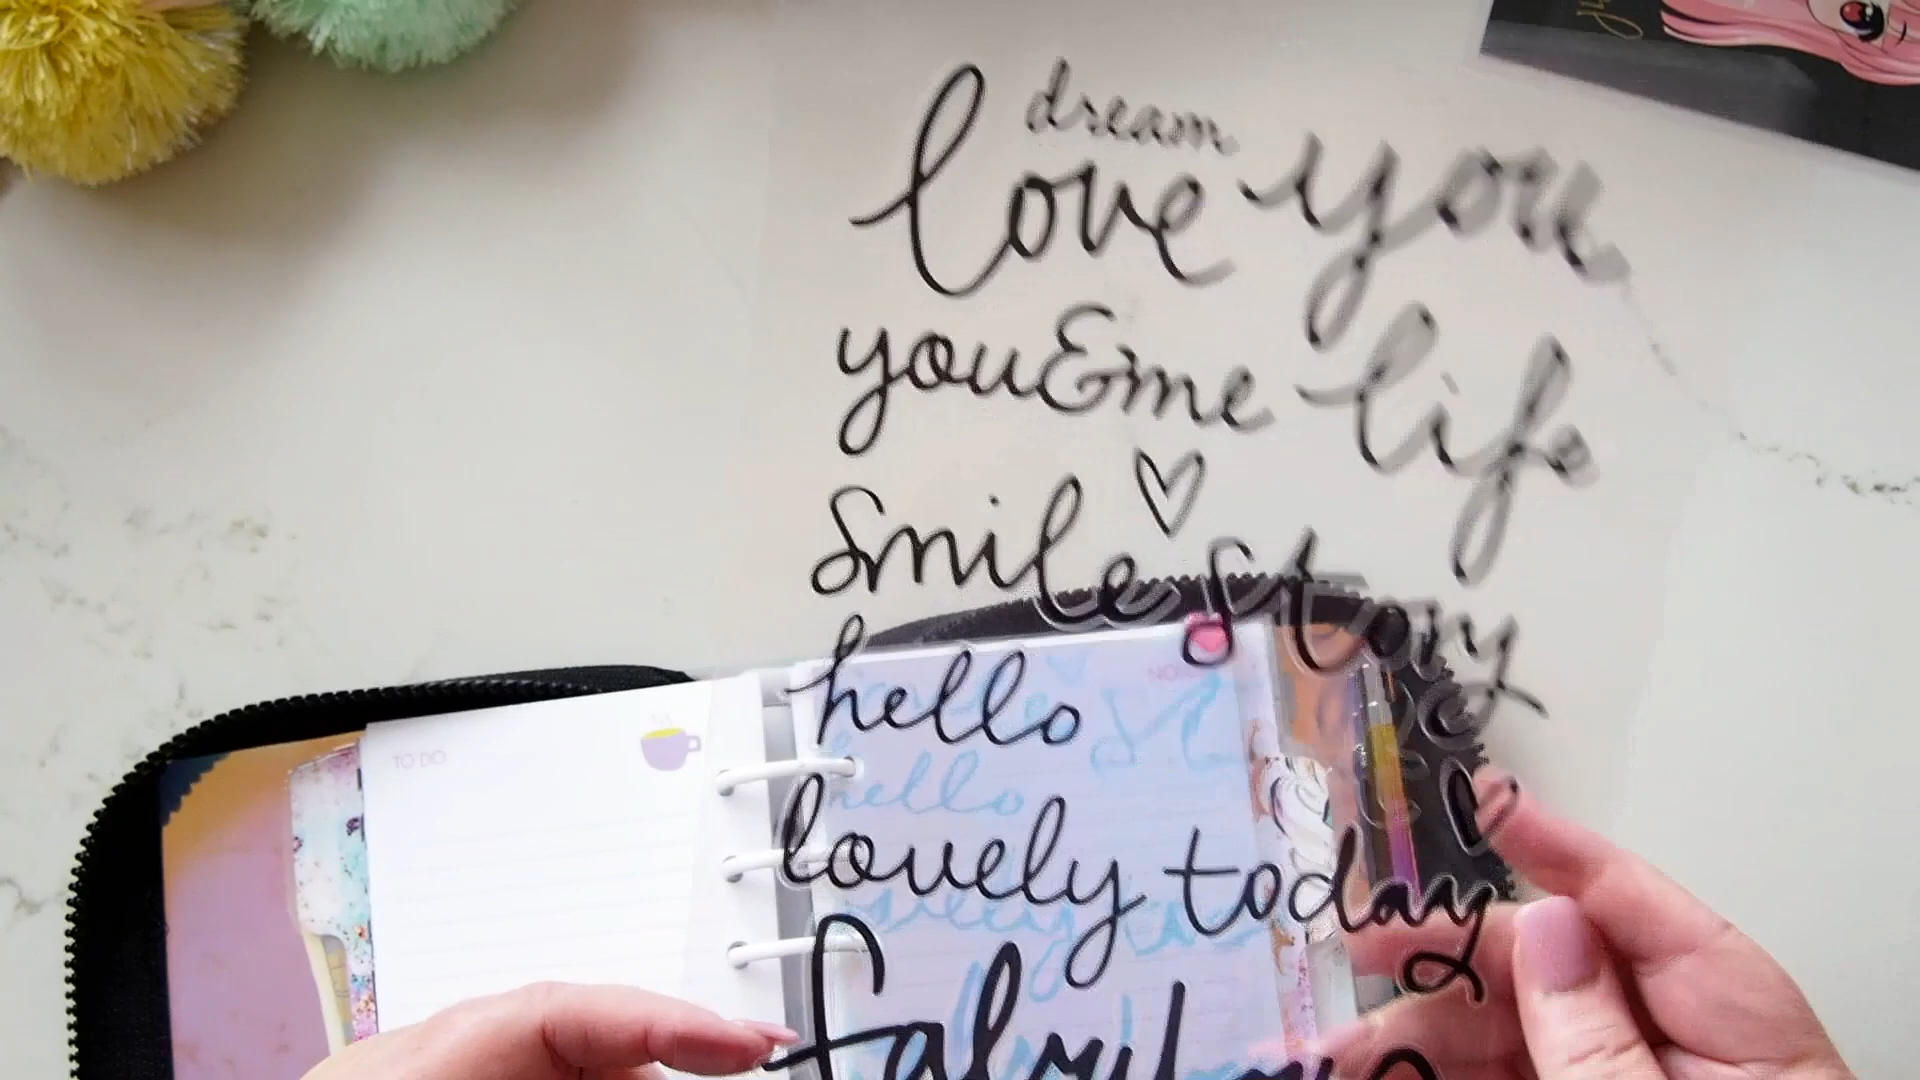 dream
love you
you & me life
smile story
hello
lovely today
TO DO